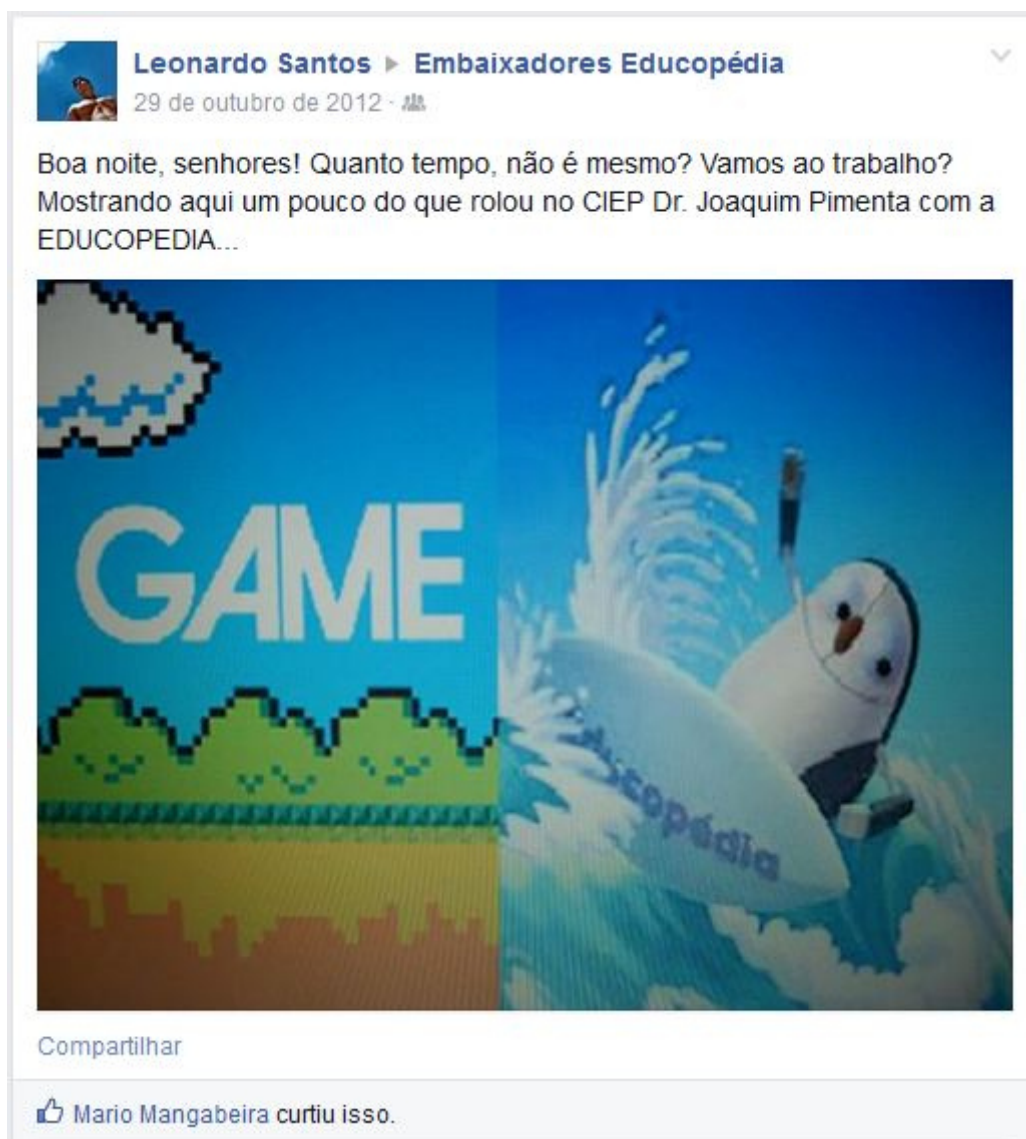 Leonardo Santos ▸ Embaixadores Educopédia
29 de outubro de 2012 ·
Boa noite, senhores! Quanto tempo, não é mesmo? Vamos ao trabalho?
Mostrando aqui um pouco do que rolou no CIEP Dr. Joaquim Pimenta com a
EDUCOPEDIA...
GAME
ducopédia
Compartilhar
Mario Mangabeira curtiu isso.